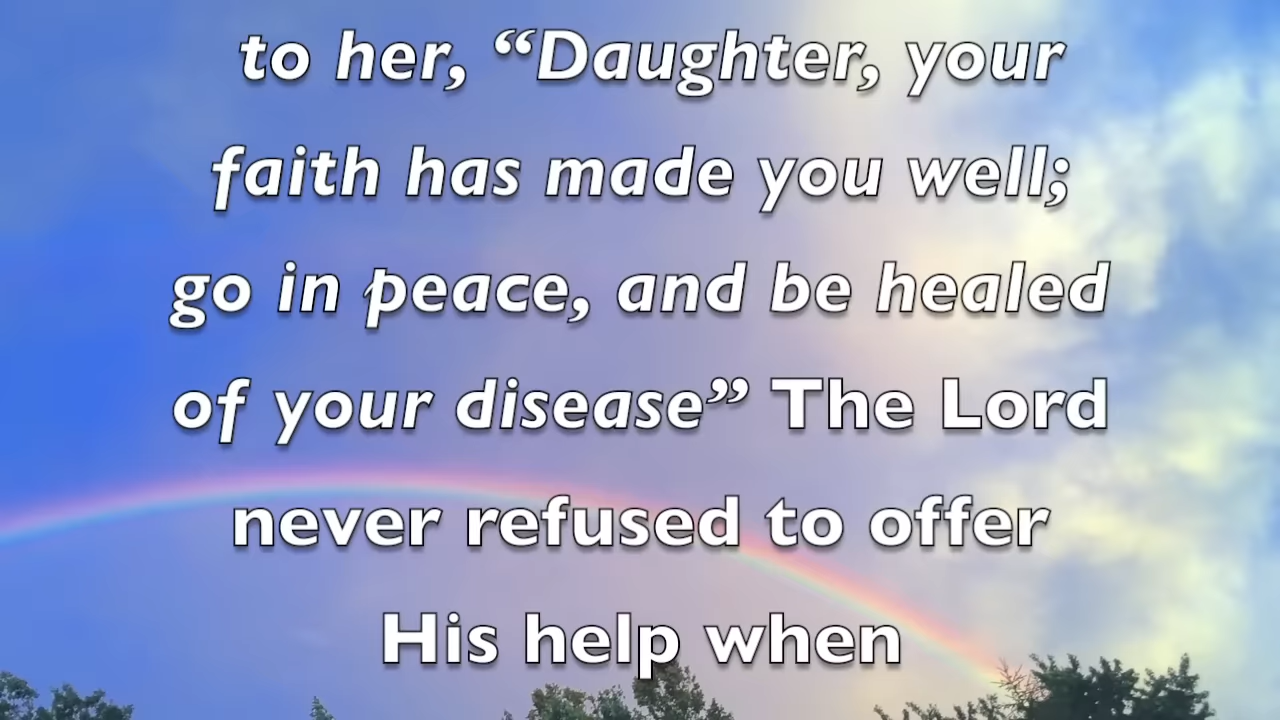 to her, “Daughter, your
faith has made you well;
go in peace, and be healed
of your disease” The Lord
never refused to offer
His help when